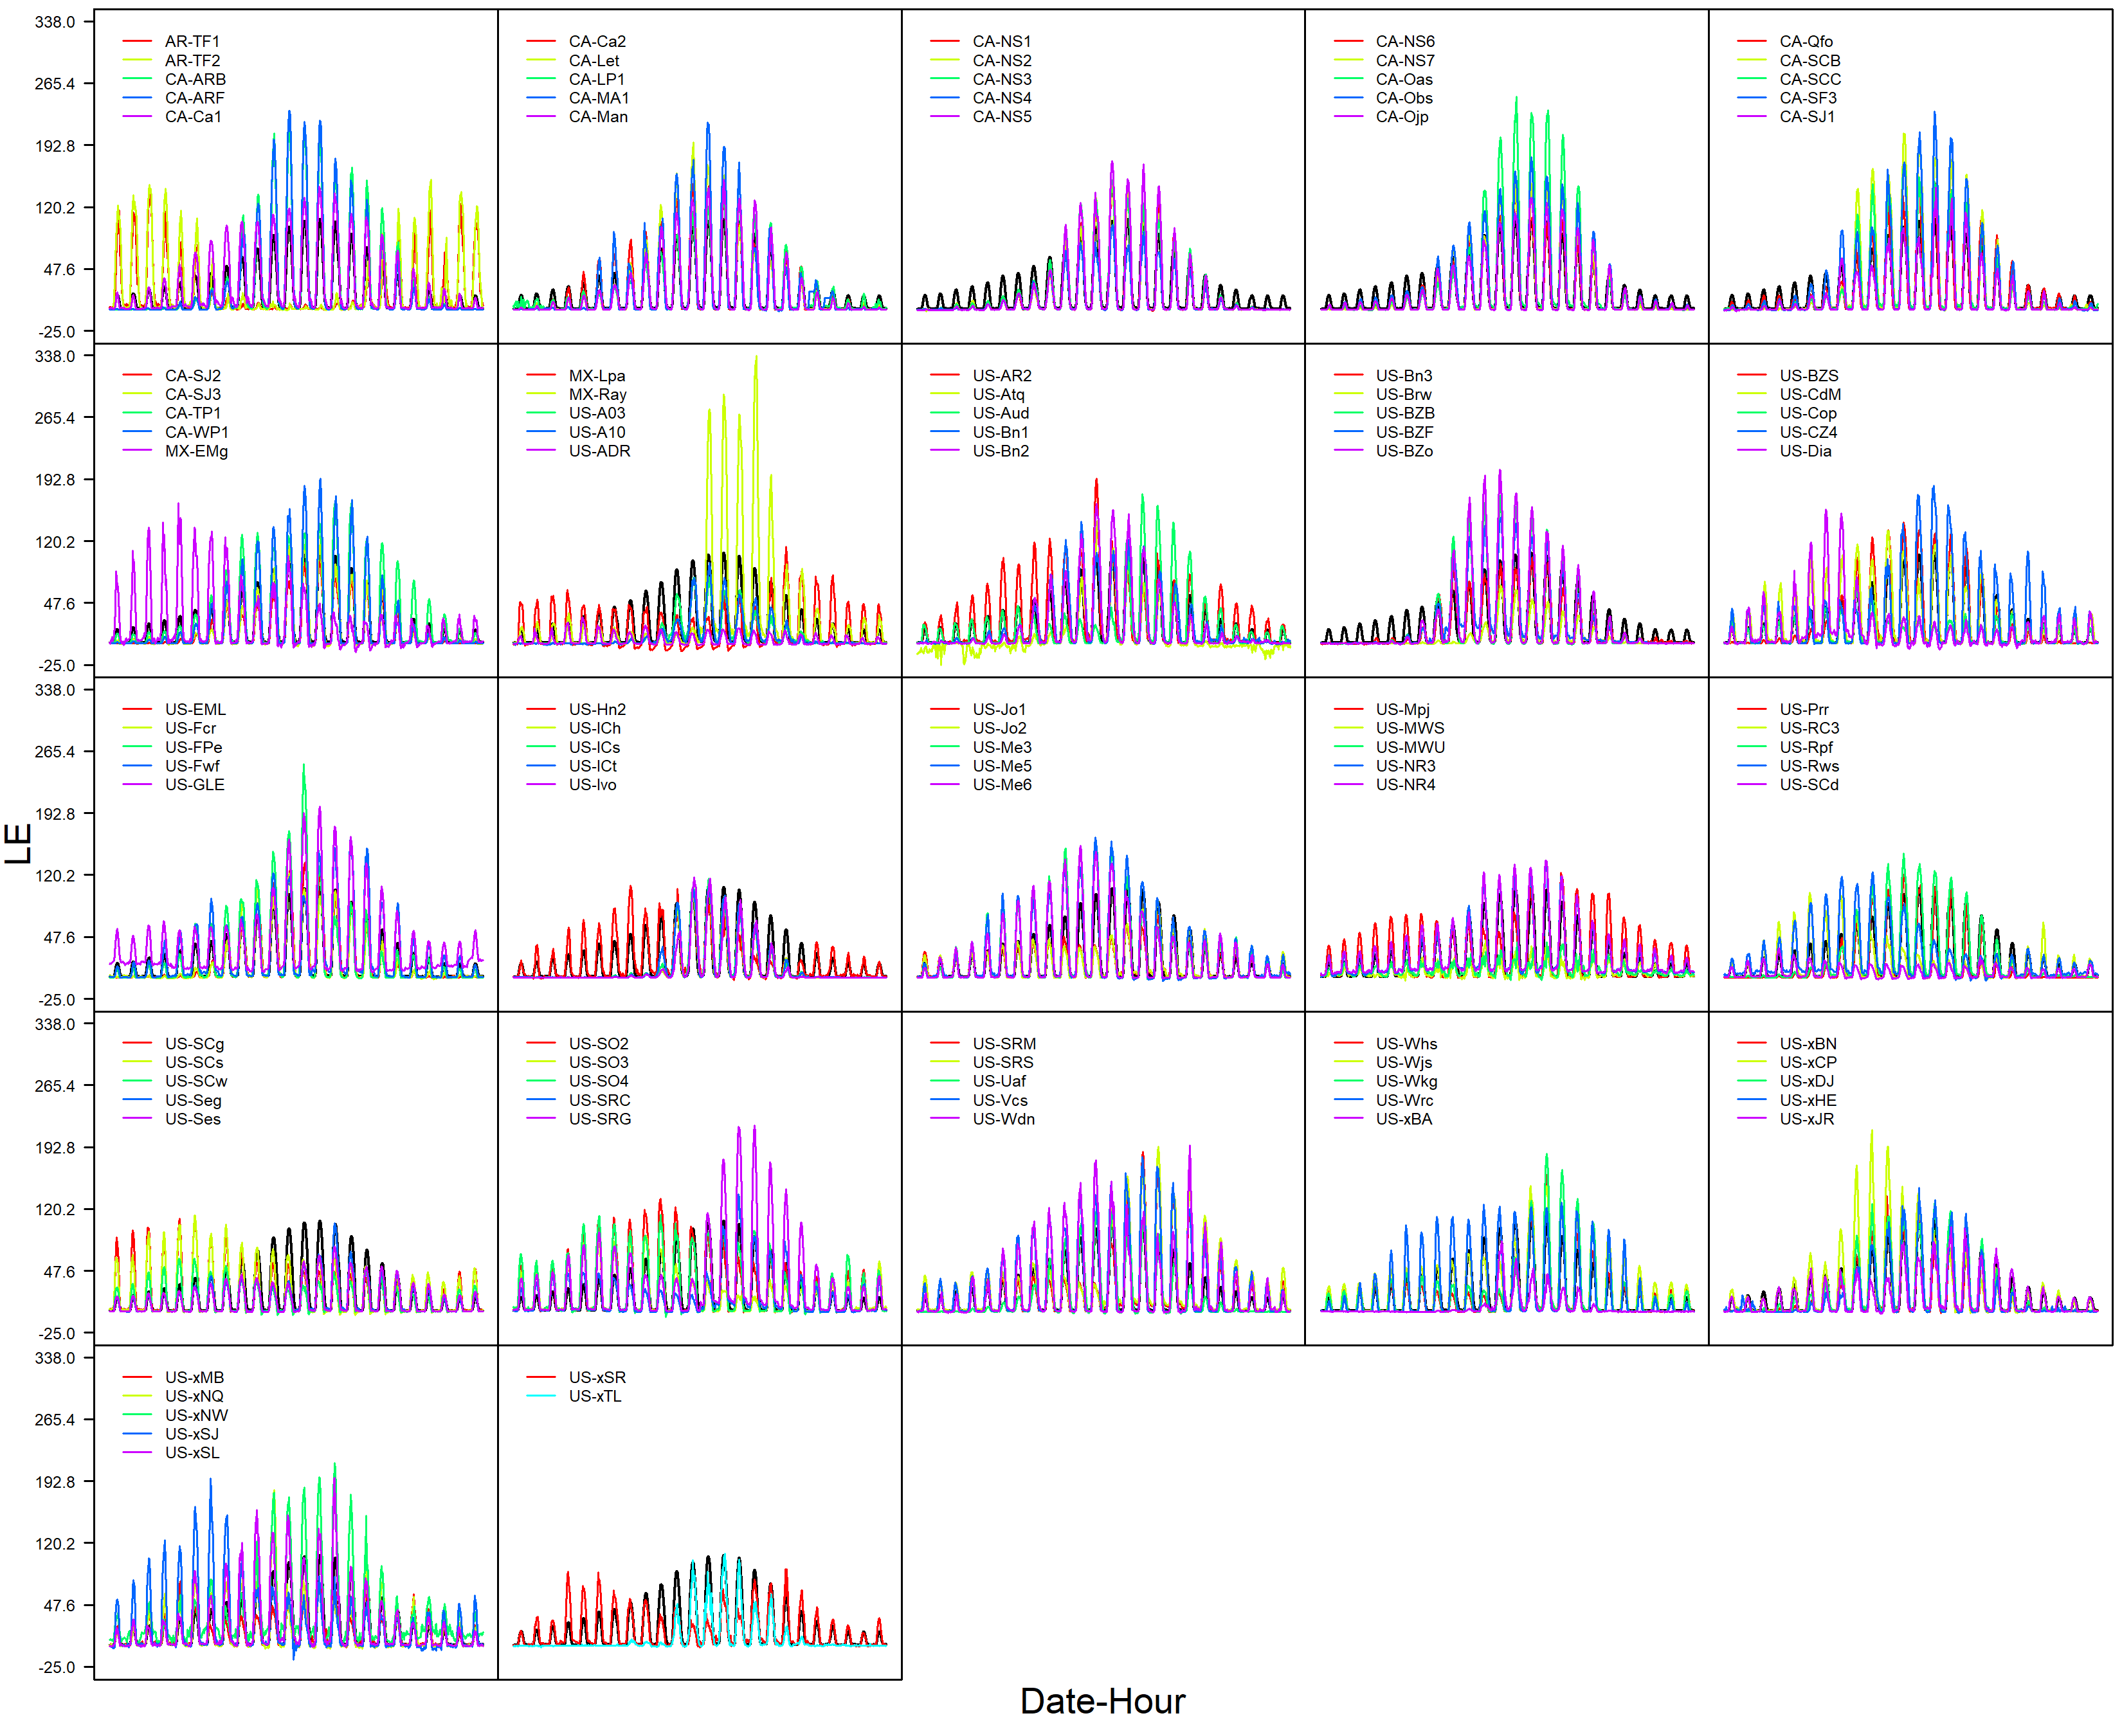 338.0
265.4
192.8
120.2
47.6
-25.0
AR-TF1
AR-TF2
CA-ARB
CA-ARF
CA-Ca1
CA-Ca2
CA-Let
CA-LP1
CA-MA1
CA-Man
CA-NS1
CA-NS2
CA-NS3
CA-NS4
CA-NS5
CA-NS6
CA-NS7
CA-Oas
CA-Obs
CA-Ojp
CA-Qfo
CA-SCB
CA-SCC
CA-SF3
CA-SJ1
338.0
265.4
192.8
120.2
47.6
-25.0
CA-SJ2
CA-SJ3
CA-TP1
CA-WP1
MX-EMg
MX-Lpa
MX-Ray
US-A03
US-A10
US-ADR
US-AR2
US-Atq
US-Aud
US-Bn1
US-Bn2
US-Bn3
US-Brw
US-BZB
US-BZF
US-BZo
US-BZS
US-CdM
US-Cop
US-CZ4
US-Dia
LE
338.0
265.4
192.8
120.2
47.6
-25.0
US-EML
US-Fcr
US-FPe
US-Fwf
US-GLE
US-Hn2
US-ICh
US-ICs
US-ICt
US-Ivo
US-Jo1
US-Jo2
US-Me3
US-Me5
US-Me6
US-Mpj
US-MWS
US-MWU
US-NR3
US-NR4
US-Prr
US-RC3
US-Rpf
US-Rws
US-SCd
338.0
265.4
192.8
120.2
47.6
-25.0
US-SCg
US-SCs
US-SCw
US-Seg
US-Ses
US-SO2
US-SO3
US-SO4
US-SRC
US-SRG
US-SRM
US-SRS
US-Uaf
US-Vcs
US-Wdn
US-Whs
US-Wjs
US-Wkg
US-Wrc
US-xBA
US-xBN
US-xCP
US-xDJ
US-xHE
US-xJR
338.0
265.4
192.8
120.2
47.6
-25.0
US-xMB
US-xNQ
US-xNW
US-xSJ
US-xSL
US-xSR
US-xTL
Date-Hour